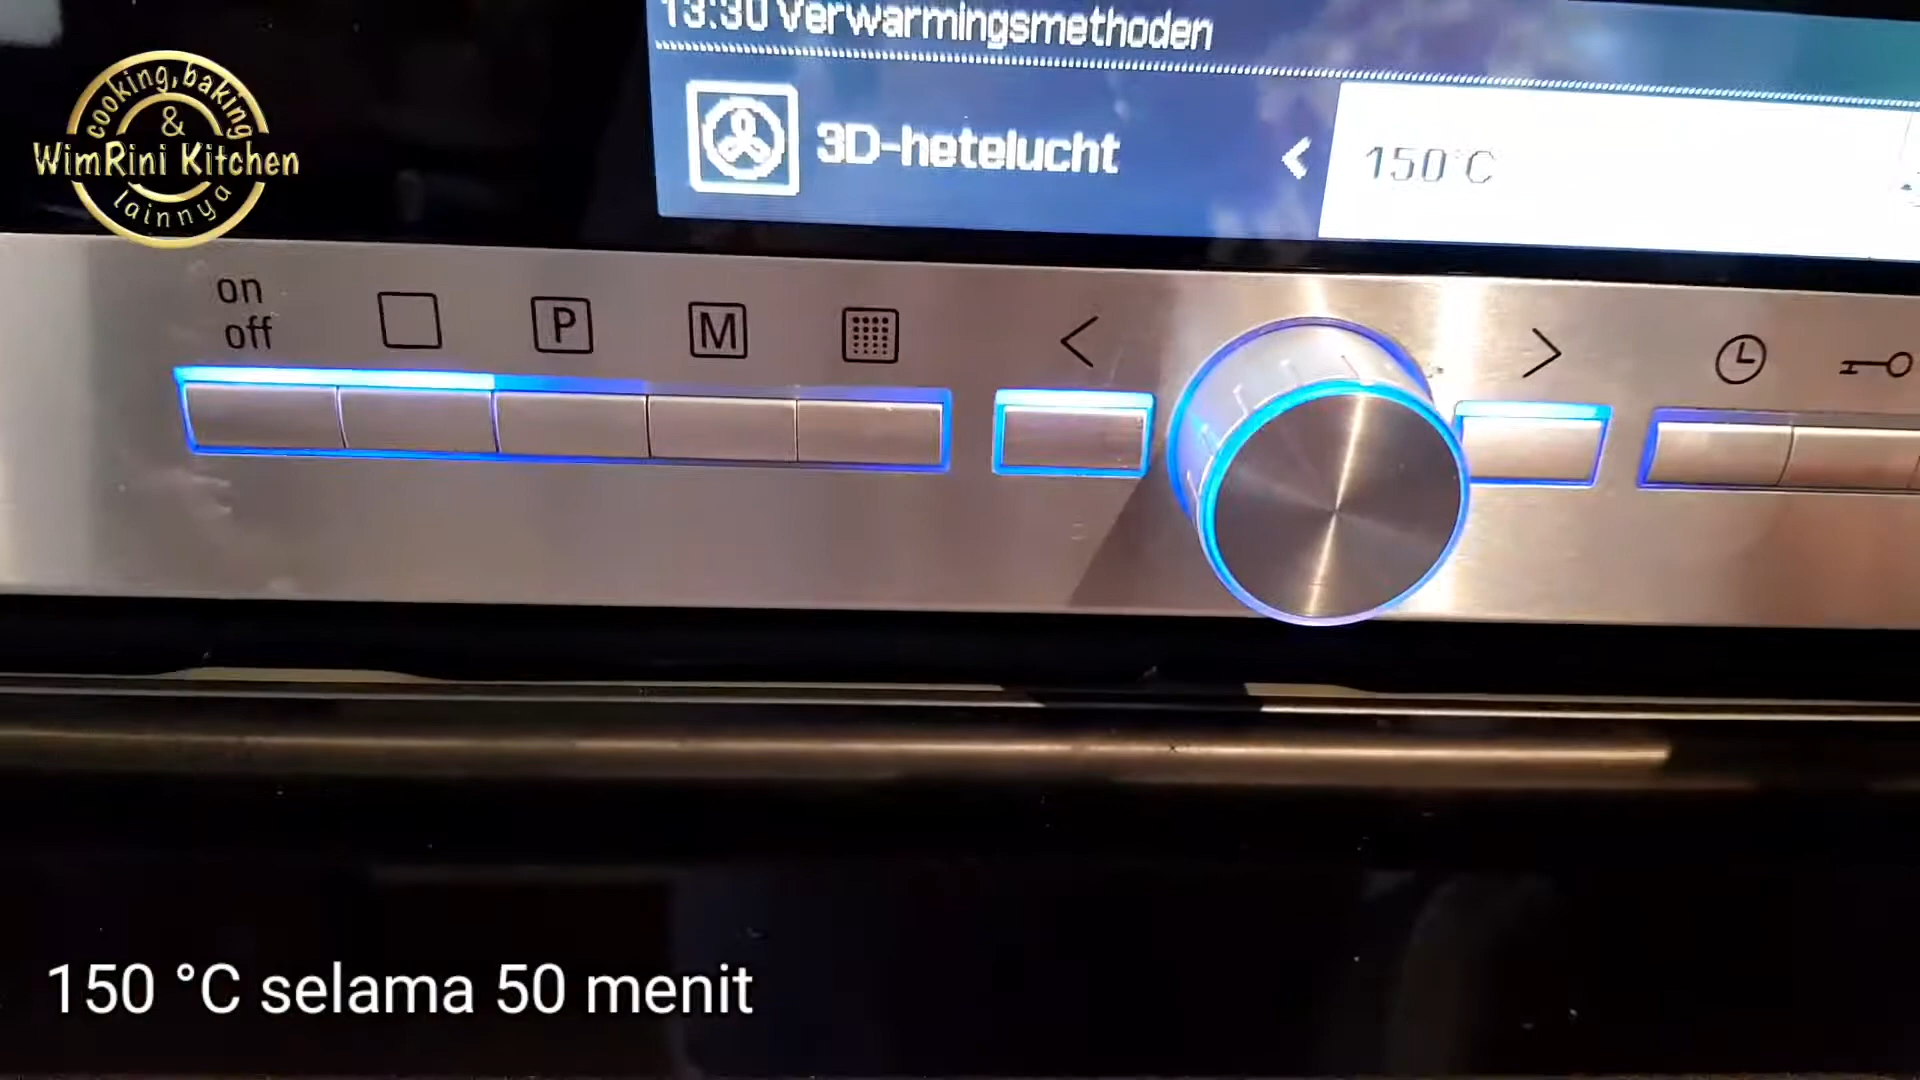 13:30 Verwarmingsmethoden
cooking,baking
&
WimRini Kitchen
lainnya
3D-hetelucht
150°C
on
off
P
M
150 °C selama 50 menit